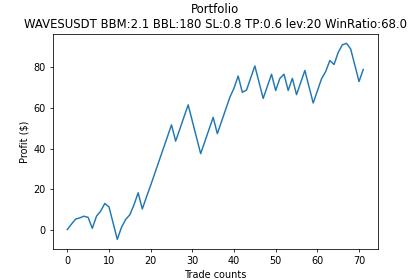 Portfolio
WAVESUSDT BBM:2.1 BBL:180 SL:0.8 TP:0.6 lev:20 WinRatio:68.0
80
60
40
20
0
Profit ($)
0 10 20 30 40 50 60 70
Trade counts